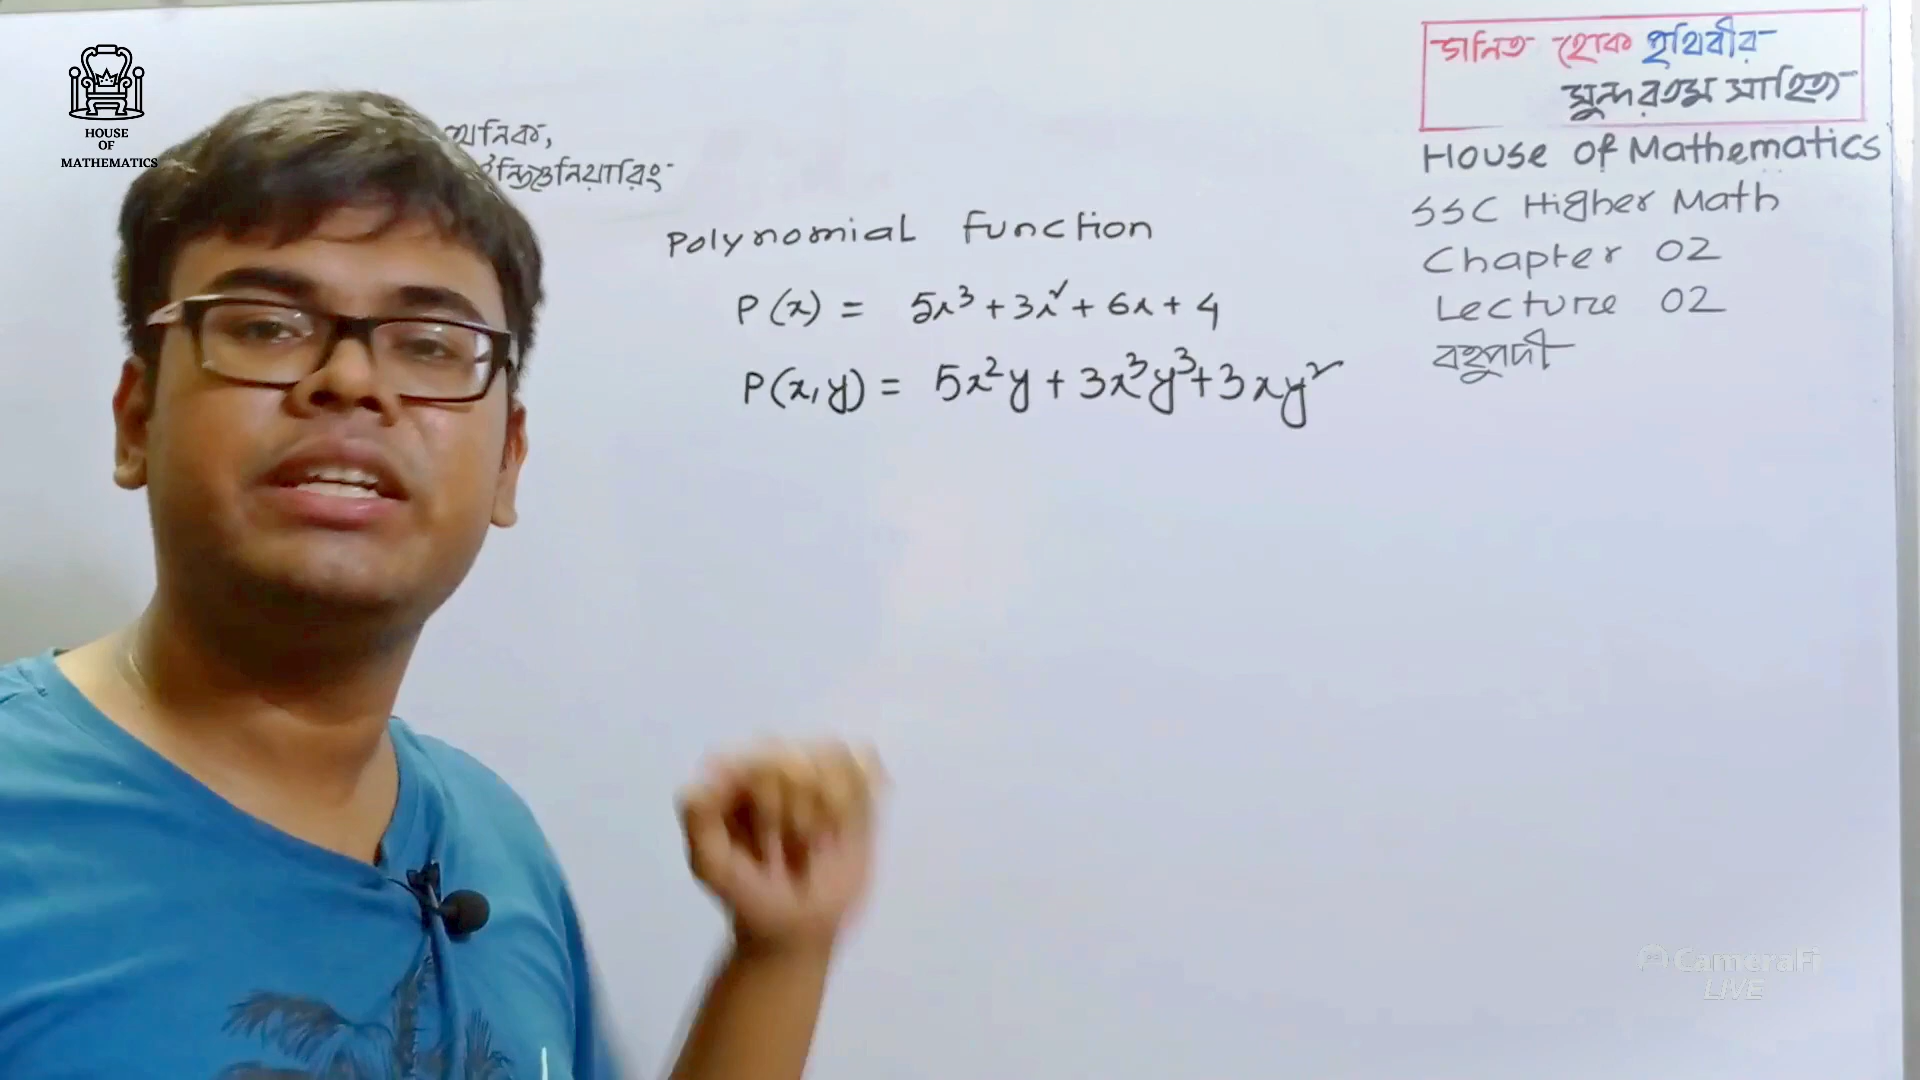 HOUSE
OF
MATHEMATICS
গনিত হোক পৃথিবীর
সুন্দরতম সাহিত্য
House of Mathematics
SSC Higher Math
Chapter 02
Lecture 02
বহুপদী
Polynomial function
P(x) = 5x³ + 3x² + 6x + 4
P(x,y) = 5x²y + 3x³y³ + 3xy²
CameraFi
LIVE